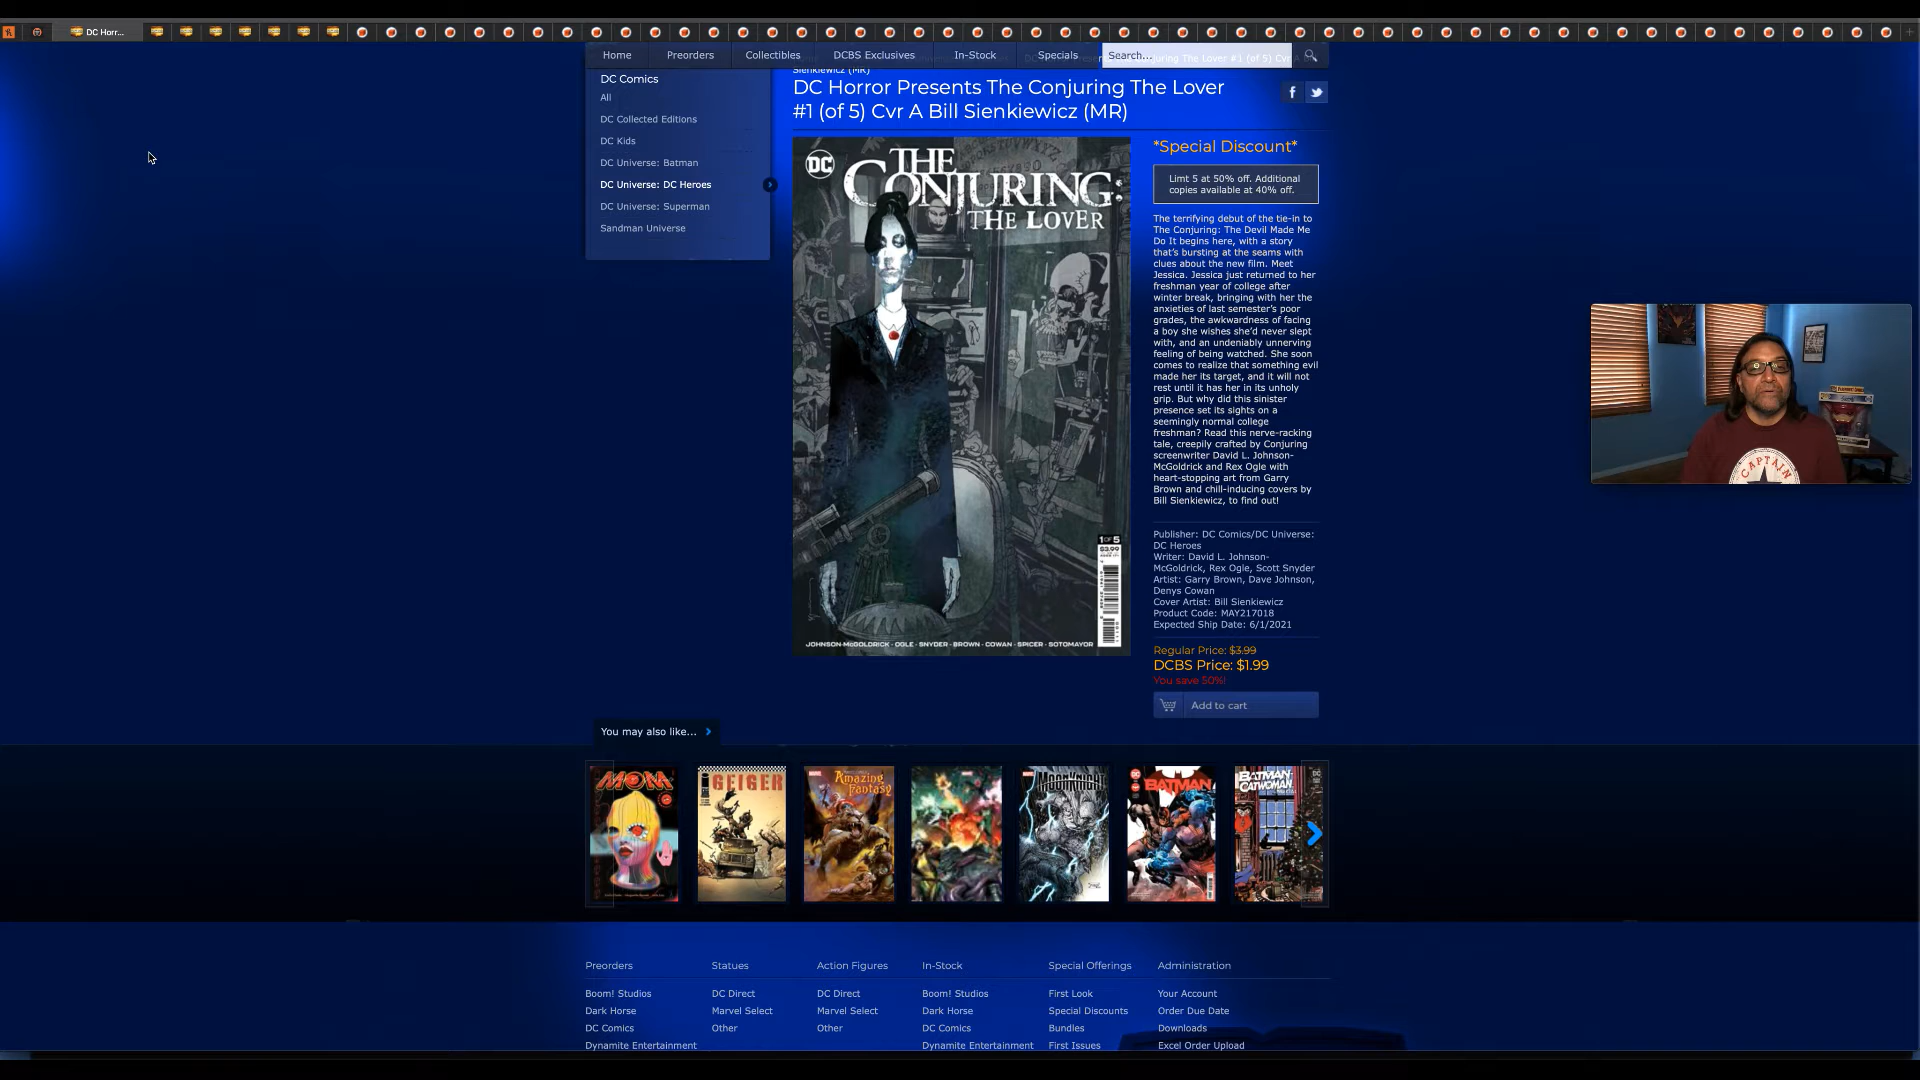 DC Horr...
Home
Preorders
Collectibles
DCBS Exclusives
In-Stock
Specials
Search...
DC Comics
All
DC Collected Editions
DC Kids
DC Universe: Batman
DC Universe: DC Heroes
DC Universe: Superman
Sandman Universe
Sienkiewicz (MR)
DC Horror Presents The Conjuring The Lover
#1 (of 5) Cvr A Bill Sienkiewicz (MR)
DC
THE
CONJURING:
THE LOVER
1 OF 5
$3.99
JOHNSON-McGOLDRICK · OGLE · SNYDER · BROWN · COWAN · SPICER · SOTOMAYOR
*Special Discount*
Limt 5 at 50% off. Additional
copies available at 40% off.
The terrifying debut of the tie-in to
The Conjuring: The Devil Made Me
Do It begins here, with a story
that's bursting at the seams with
clues about the new film. Meet
Jessica. Jessica just returned to her
freshman year of college after
winter break, bringing with her the
anxieties of last semester's poor
grades, the awkwardness of facing
a boy she wishes she'd never slept
with, and an undeniably unnerving
feeling of being watched. She soon
comes to realize that something evil
made her its target, and it will not
rest until it has her in its unholy
grip. But why did this sinister
presence set its sights on a
seemingly normal college
freshman? Read this nerve-racking
tale, creepily crafted by Conjuring
screenwriter David L. Johnson-
McGoldrick and Rex Ogle with
heart-stopping art from Garry
Brown and chill-inducing covers by
Bill Sienkiewicz, to find out!
Publisher: DC Comics/DC Universe:
DC Heroes
Writer: David L. Johnson-
McGoldrick, Rex Ogle, Scott Snyder
Artist: Garry Brown, Dave Johnson,
Denys Cowan
Cover Artist: Bill Sienkiewicz
Product Code: MAY217018
Expected Ship Date: 6/1/2021
Regular Price: $3.99
DCBS Price: $1.99
You save 50%!
Add to cart
CAPTAIN
You may also like...
MOM
GEIGER
Amazing
Fantasy
MOON KNIGHT
BATMAN
BATMAN
CATWOMAN
Preorders
Boom! Studios
Dark Horse
DC Comics
Dynamite Entertainment
Statues
DC Direct
Marvel Select
Other
Action Figures
DC Direct
Marvel Select
Other
In-Stock
Boom! Studios
Dark Horse
DC Comics
Dynamite Entertainment
Special Offerings
First Look
Special Discounts
Bundles
First Issues
Administration
Your Account
Order Due Date
Downloads
Excel Order Upload